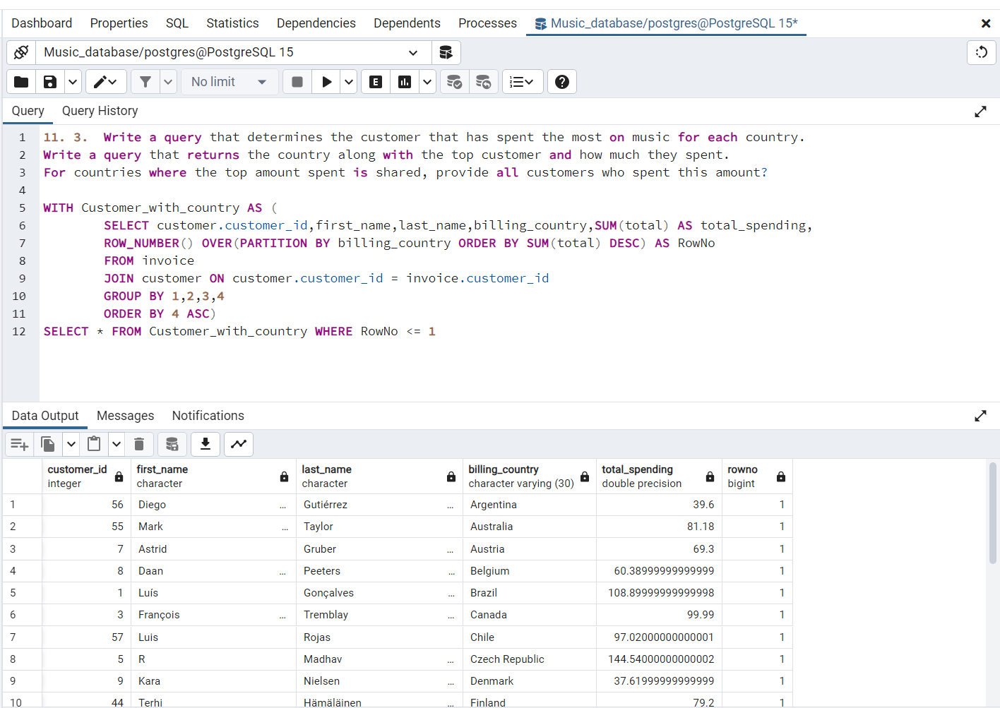 Dashboard Properties SQL Statistics Dependencies Dependents Processes Music_database/postgres@PostgreSQL 15*
Music_database/postgres@PostgreSQL 15
No limit E
Query Query History
1 11. 3. Write a query that determines the customer that has spent the most on music for each country.
2 Write a query that returns the country along with the top customer and how much they spent.
3 For countries where the top amount spent is shared, provide all customers who spent this amount?
4
5 WITH Customer_with_country AS (
6 SELECT customer.customer_id,first_name,last_name,billing_country,SUM(total) AS total_spending,
7 ROW_NUMBER() OVER(PARTITION BY billing_country ORDER BY SUM(total) DESC) AS RowNo
8 FROM invoice
9 JOIN customer ON customer.customer_id = invoice.customer_id
10 GROUP BY 1,2,3,4
11 ORDER BY 4 ASC)
12 SELECT * FROM Customer_with_country WHERE RowNo <= 1
Data Output Messages Notifications
customer_id first_name last_name billing_country total_spending rowno
integer character character character varying (30) double precision bigint
1 56 Diego ... Gutiérrez ... Argentina 39.6 1
2 55 Mark ... Taylor Australia 81.18 1
3 7 Astrid Gruber ... Austria 69.3 1
4 8 Daan ... Peeters ... Belgium 60.38999999999999 1
5 1 Luís Gonçalves ... Brazil 108.89999999999998 1
6 3 François ... Tremblay ... Canada 99.99 1
7 57 Luis Rojas Chile 97.02000000000001 1
8 5 R Madhav ... Czech Republic 144.54000000000002 1
9 9 Kara Nielsen ... Denmark 37.61999999999999 1
10 44 Terhi Hämäläinen ... Finland 79.2 1